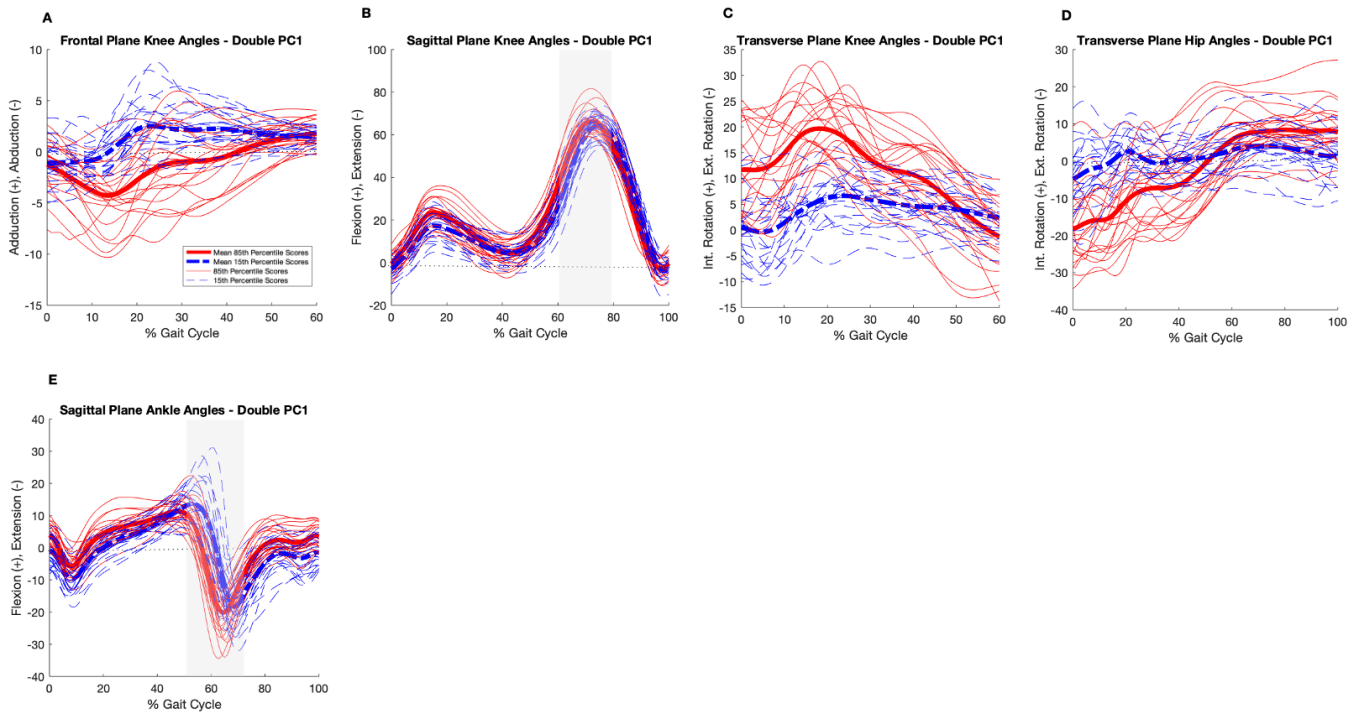 A
Frontal Plane Knee Angles - Double PC1
10
5
0
-5
-10
-15
Adduction (+), Abduction (-)
Mean 85th Percentile Scores
Mean 15th Percentile Scores
85th Percentile Scores
15th Percentile Scores
0 10 20 30 40 50 60
% Gait Cycle
B
Sagittal Plane Knee Angles - Double PC1
100
80
60
40
20
0
-20
Flexion (+), Extension (-)
0 20 40 60 80 100
% Gait Cycle
C
Transverse Plane Knee Angles - Double PC1
35
30
25
20
15
10
5
0
-5
-10
-15
Int. Rotation (+), Ext. Rotation (-)
0 10 20 30 40 50 60
% Gait Cycle
D
Transverse Plane Hip Angles - Double PC1
30
20
10
0
-10
-20
-30
-40
Int. Rotation (+), Ext. Rotation (-)
0 20 40 60 80 100
% Gait Cycle
E
Sagittal Plane Ankle Angles - Double PC1
40
30
20
10
0
-10
-20
-30
-40
Flexion (+), Extension (-)
0 20 40 60 80 100
% Gait Cycle